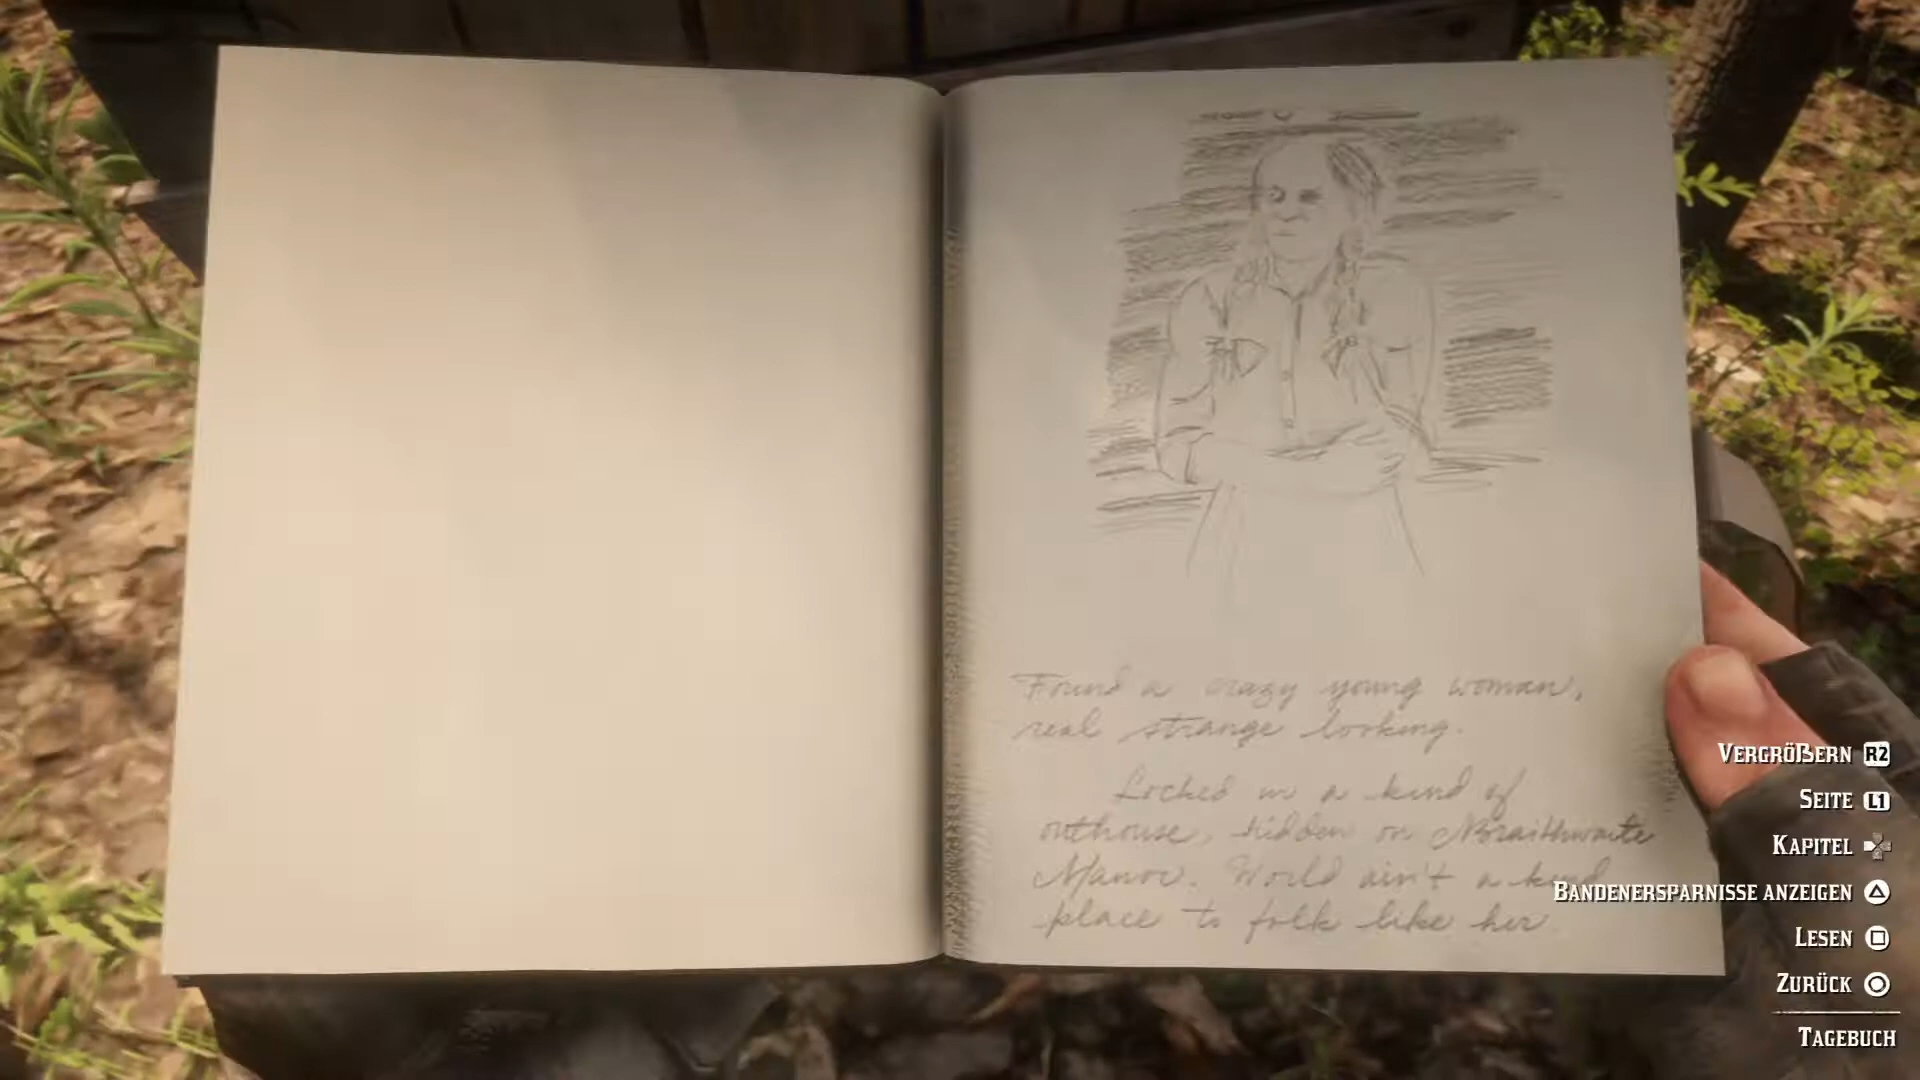 Found a crazy young woman,
real strange looking.
Locked in a kind of
outhouse, hidden on Braithwaite
Manor. World ain't a kind
place to folk like her
VERGRÖẞERN R2
SEITE L1
KAPITEL
BANDENERSPARNISSE ANZEIGEN
LESEN
ZURÜCK
TAGEBUCH